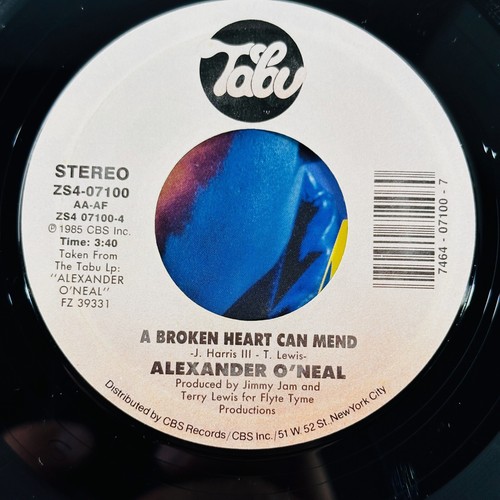 Tabu
STEREO
ZS4-07100
AA-AF
ZS4 07100-4
℗ 1985 CBS Inc.
Time: 3:40
Taken From
The Tabu Lp:
"ALEXANDER
O'NEAL"
FZ 39331
7464-07100-7
A BROKEN HEART CAN MEND
-J. Harris III - T. Lewis-
ALEXANDER O'NEAL
Produced by Jimmy Jam and
Terry Lewis for Flyte Tyme
Productions
Distributed by CBS Records/CBS Inc./51 W. 52 St., New York City